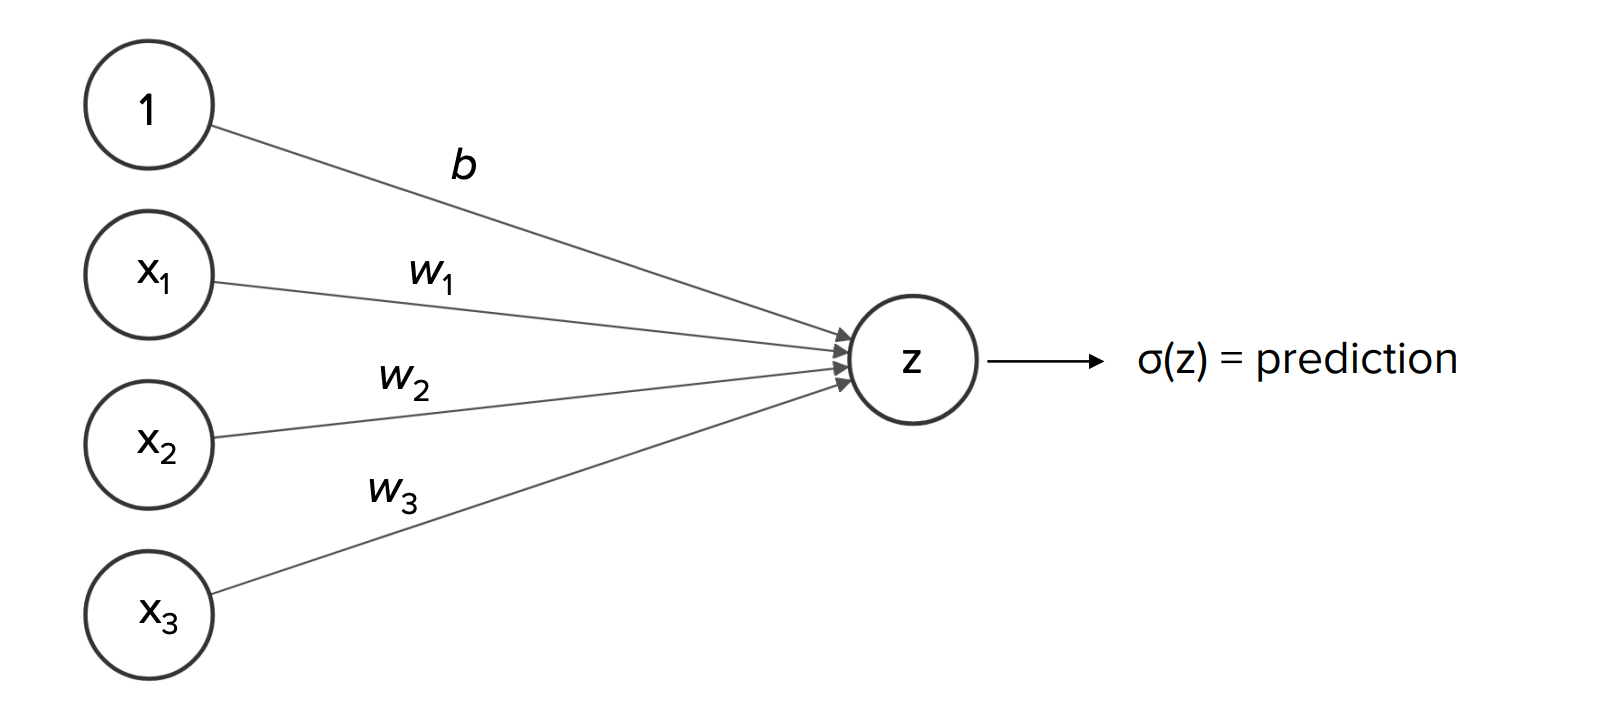 1
b
x₁
w₁
w₂
z
σ(z) = prediction
x₂
w₃
x₃